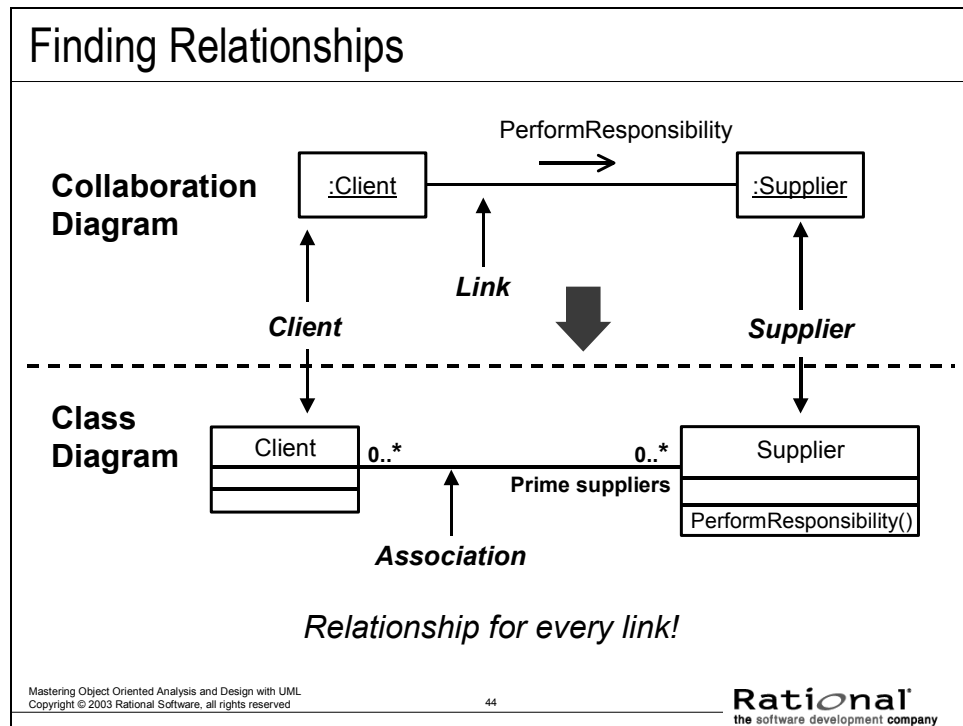 Finding Relationships
PerformResponsibility
Collaboration
Diagram
:Client
:Supplier
Link
Client
Supplier
Class
Diagram
Client
0..*
0..*
Supplier
Prime suppliers
PerformResponsibility()
Association
Relationship for every link!
Mastering Object Oriented Analysis and Design with UML
Copyright © 2003 Rational Software, all rights reserved
44
Rational
the software development company